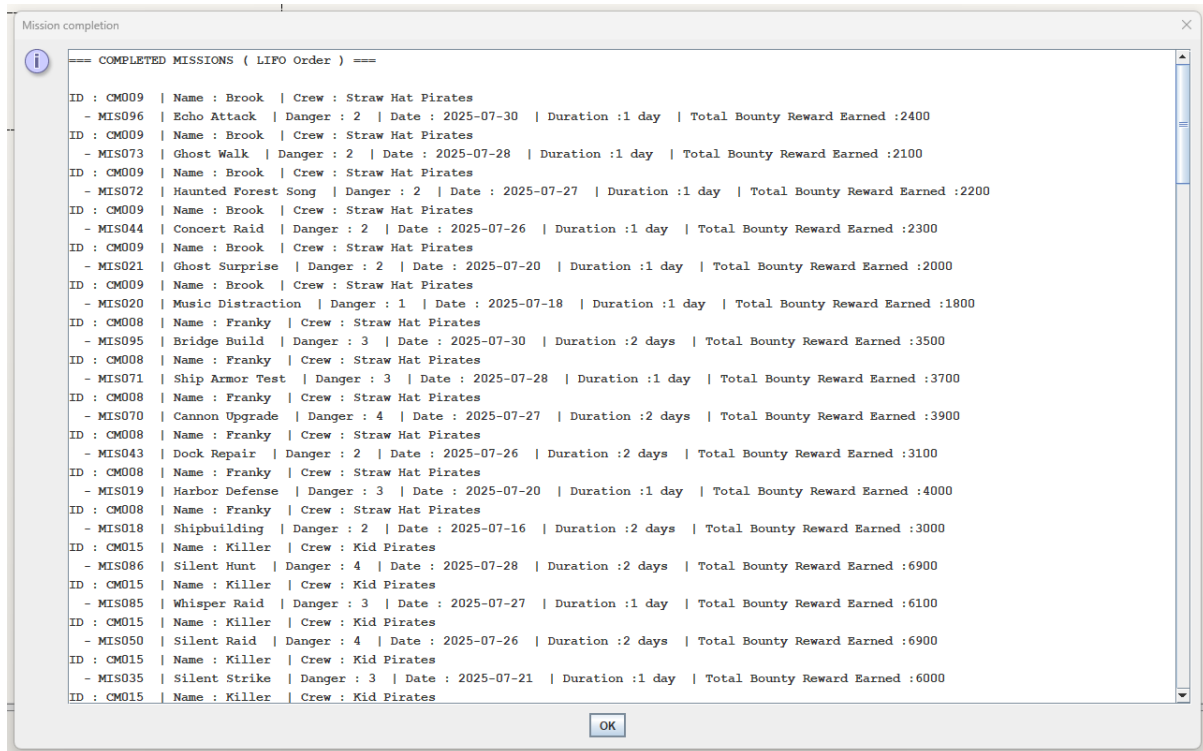 Mission completion
=== COMPLETED MISSIONS ( LIFO Order ) ===
ID : CM009 | Name : Brook | Crew : Straw Hat Pirates
- MIS096 | Echo Attack | Danger : 2 | Date : 2025-07-30 | Duration :1 day | Total Bounty Reward Earned :2400
ID : CM009 | Name : Brook | Crew : Straw Hat Pirates
- MIS073 | Ghost Walk | Danger : 2 | Date : 2025-07-28 | Duration :1 day | Total Bounty Reward Earned :2100
ID : CM009 | Name : Brook | Crew : Straw Hat Pirates
- MIS072 | Haunted Forest Song | Danger : 2 | Date : 2025-07-27 | Duration :1 day | Total Bounty Reward Earned :2200
ID : CM009 | Name : Brook | Crew : Straw Hat Pirates
- MIS044 | Concert Raid | Danger : 2 | Date : 2025-07-26 | Duration :1 day | Total Bounty Reward Earned :2300
ID : CM009 | Name : Brook | Crew : Straw Hat Pirates
- MIS021 | Ghost Surprise | Danger : 2 | Date : 2025-07-20 | Duration :1 day | Total Bounty Reward Earned :2000
ID : CM009 | Name : Brook | Crew : Straw Hat Pirates
- MIS020 | Music Distraction | Danger : 1 | Date : 2025-07-18 | Duration :1 day | Total Bounty Reward Earned :1800
ID : CM008 | Name : Franky | Crew : Straw Hat Pirates
- MIS095 | Bridge Build | Danger : 3 | Date : 2025-07-30 | Duration :2 days | Total Bounty Reward Earned :3500
ID : CM008 | Name : Franky | Crew : Straw Hat Pirates
- MIS071 | Ship Armor Test | Danger : 3 | Date : 2025-07-28 | Duration :1 day | Total Bounty Reward Earned :3700
ID : CM008 | Name : Franky | Crew : Straw Hat Pirates
- MIS070 | Cannon Upgrade | Danger : 4 | Date : 2025-07-27 | Duration :2 days | Total Bounty Reward Earned :3900
ID : CM008 | Name : Franky | Crew : Straw Hat Pirates
- MIS043 | Dock Repair | Danger : 2 | Date : 2025-07-26 | Duration :2 days | Total Bounty Reward Earned :3100
ID : CM008 | Name : Franky | Crew : Straw Hat Pirates
- MIS019 | Harbor Defense | Danger : 3 | Date : 2025-07-20 | Duration :1 day | Total Bounty Reward Earned :4000
ID : CM008 | Name : Franky | Crew : Straw Hat Pirates
- MIS018 | Shipbuilding | Danger : 2 | Date : 2025-07-16 | Duration :2 days | Total Bounty Reward Earned :3000
ID : CM015 | Name : Killer | Crew : Kid Pirates
- MIS086 | Silent Hunt | Danger : 4 | Date : 2025-07-28 | Duration :2 days | Total Bounty Reward Earned :6900
ID : CM015 | Name : Killer | Crew : Kid Pirates
- MIS085 | Whisper Raid | Danger : 3 | Date : 2025-07-27 | Duration :1 day | Total Bounty Reward Earned :6100
ID : CM015 | Name : Killer | Crew : Kid Pirates
- MIS050 | Silent Raid | Danger : 4 | Date : 2025-07-26 | Duration :2 days | Total Bounty Reward Earned :6900
ID : CM015 | Name : Killer | Crew : Kid Pirates
- MIS035 | Silent Strike | Danger : 3 | Date : 2025-07-21 | Duration :1 day | Total Bounty Reward Earned :6000
ID : CM015 | Name : Killer | Crew : Kid Pirates
OK